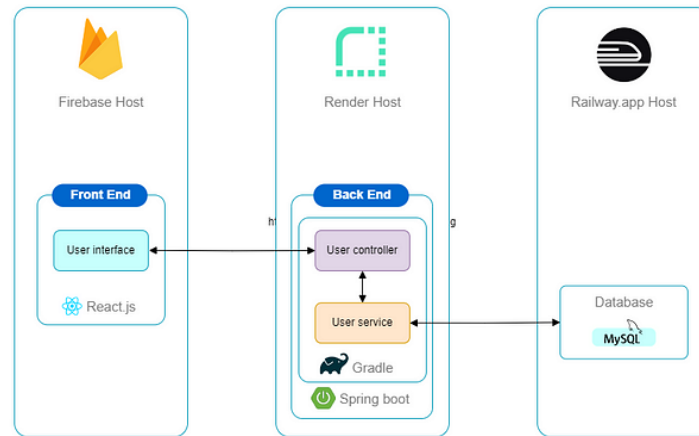 Firebase Host
Render Host
Railway.app Host
Front End
Back End
User interface
User controller
React.js
User service
Gradle
Spring boot
Database
MySQL